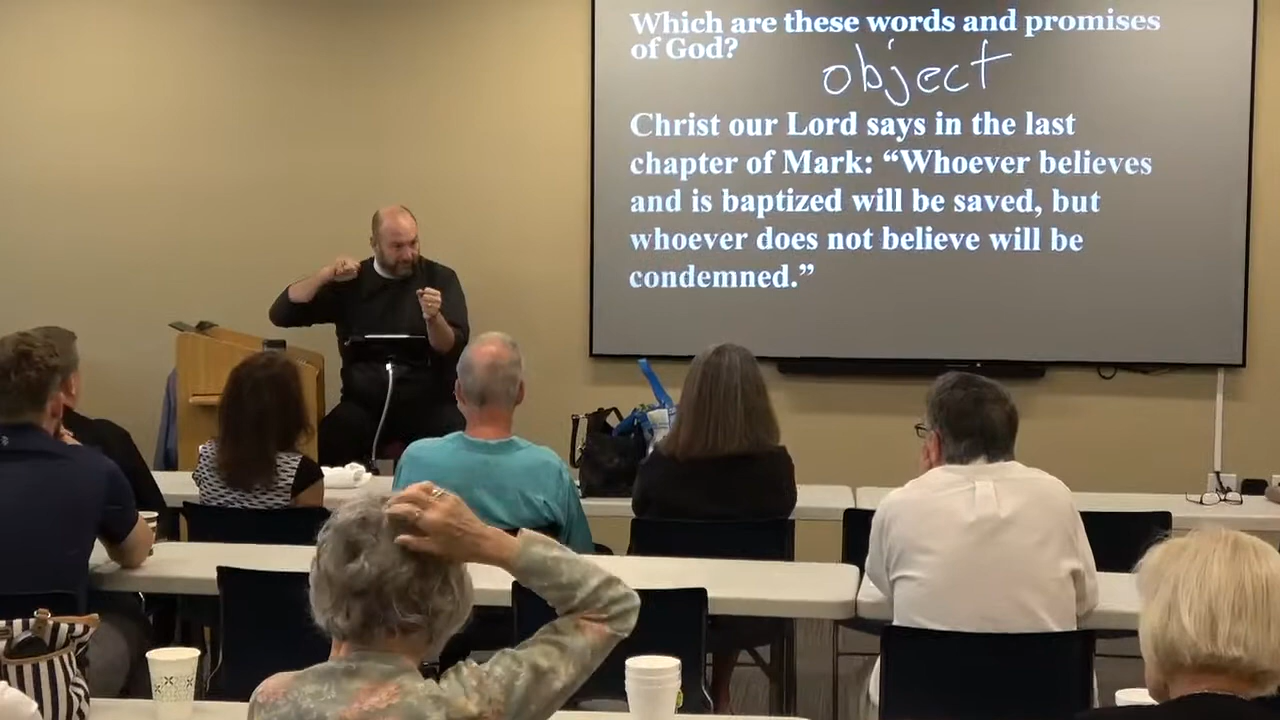 Which are these words and promises
of God?
object
Christ our Lord says in the last
chapter of Mark: “Whoever believes
and is baptized will be saved, but
whoever does not believe will be
condemned.”